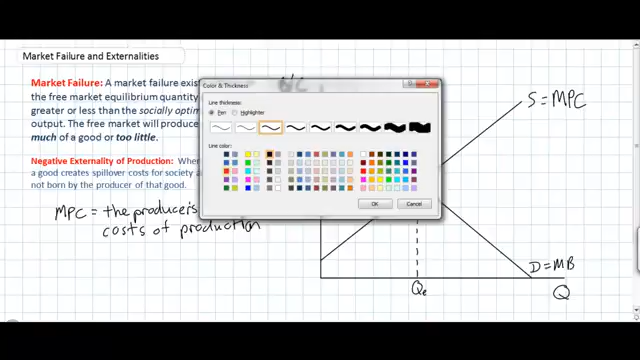 Market Failure and Externalities
Market Failure: A market failure exist
the free market equilibrium quantity
greater or less than the socially optim
output. The free market will produce
much of a good or too little.
Negative Externality of Production: When
a good creates spillover costs for society
not born by the producer of that good.
MPC = the producer's
costs of production
Color & Thickness
Line thickness:
Pen
Highlighter
Line color:
OK
Cancel
S = MPC
D = MB
Qe
Q